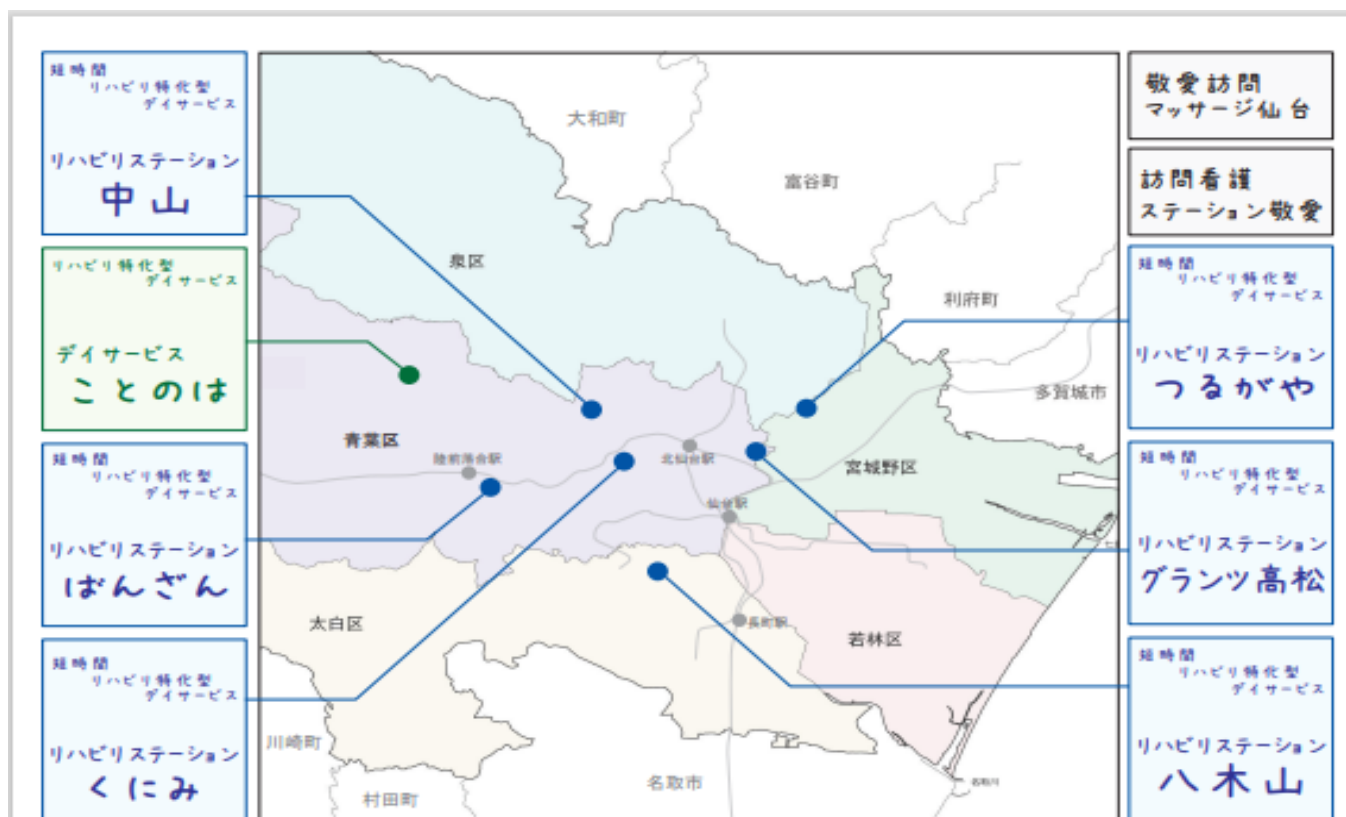 短時間
リハビリ特化型
デイサービス
リハビリステーション
中山
リハビリ特化型
デイサービス
デイサービス
ことのは
短時間
リハビリ特化型
デイサービス
リハビリステーション
ばんざん
短時間
リハビリ特化型
デイサービス
リハビリステーション
くにみ
大和町
富谷町
泉区
利府町
多賀城市
青葉区
陸前落合駅
北仙台駅
宮城野区
仙台駅
太白区
長町駅
若林区
川崎町
名取市
名取川
村田町
敬愛訪問
マッサージ仙台
訪問看護
ステーション敬愛
短時間
リハビリ特化型
デイサービス
リハビリステーション
つるがや
短時間
リハビリ特化型
デイサービス
リハビリステーション
グランツ高松
短時間
リハビリ特化型
デイサービス
リハビリステーション
八木山